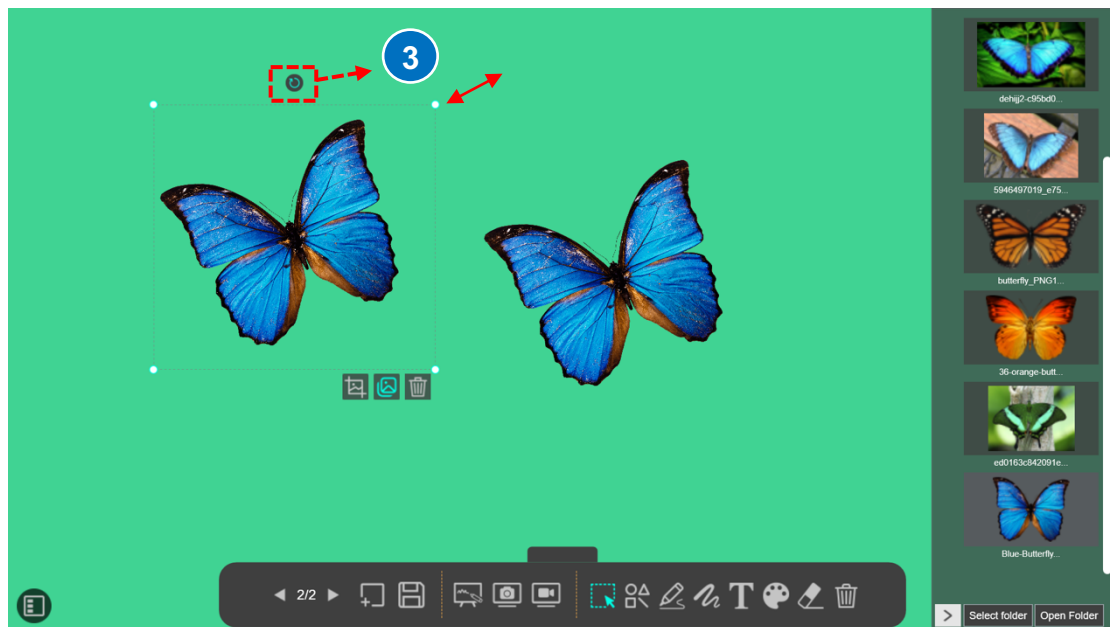 3
dehijj2-c95bd0...
5946497019_e75...
butterfly_PNG1...
36-orange-butt...
ed0163c842091e...
Blue-Butterfly...
2/2
T
> Select folder Open Folder